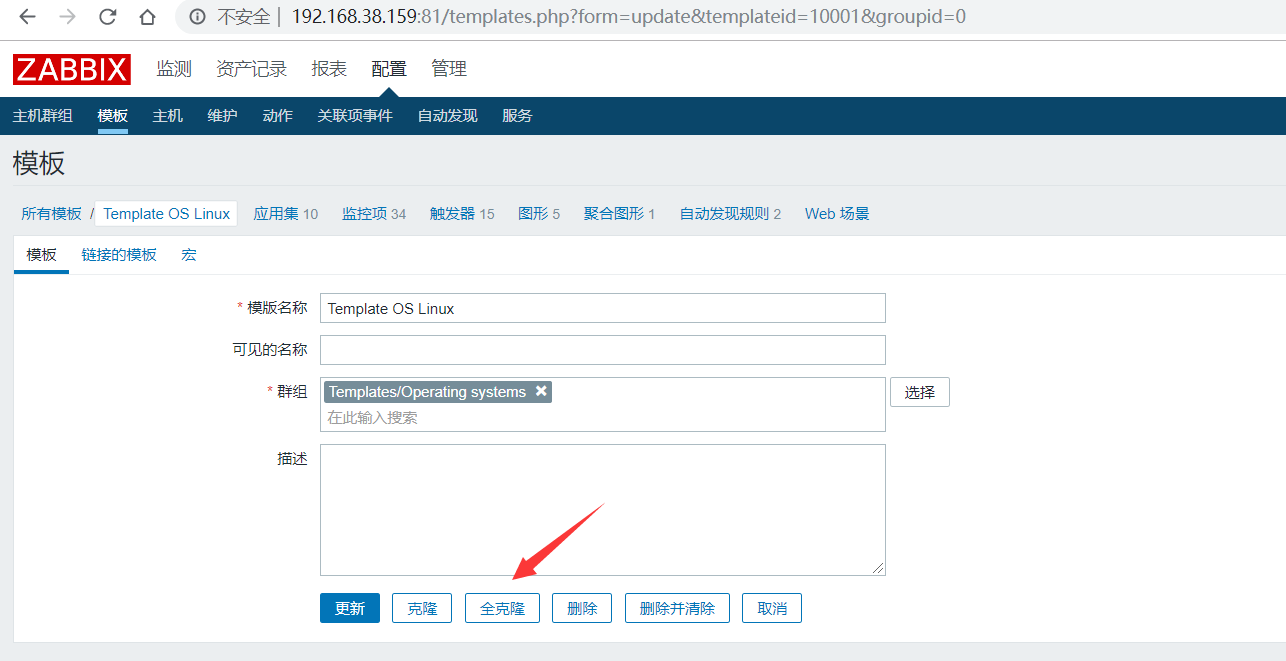 不安全 | 192.168.38.159:81/templates.php?form=update&templateid=10001&groupid=0
ZABBIX 监测 资产记录 报表 配置 管理
主机群组 模板 主机 维护 动作 关联项事件 自动发现 服务
模板
所有模板 / Template OS Linux 应用集 10 监控项 34 触发器 15 图形 5 聚合图形 1 自动发现规则 2 Web 场景
模板 链接的模板 宏
* 模版名称 Template OS Linux
可见的名称
* 群组 Templates/Operating systems 选择
在此输入搜索
描述
更新 克隆 全克隆 删除 删除并清除 取消